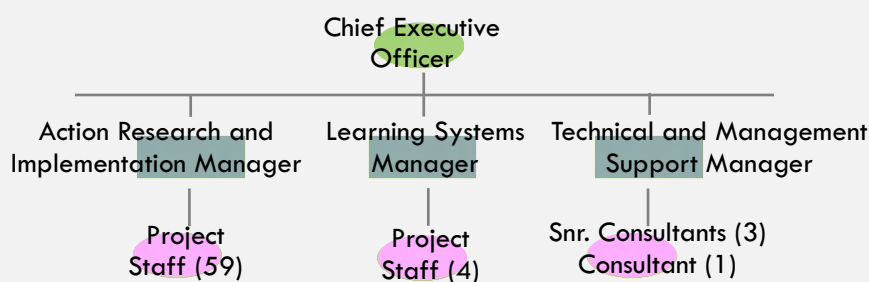 Chief Executive
Officer
Action Research and
Implementation Manager
Learning Systems
Manager
Technical and Management
Support Manager
Project
Staff (59)
Project
Staff (4)
Snr. Consultants (3)
Consultant (1)